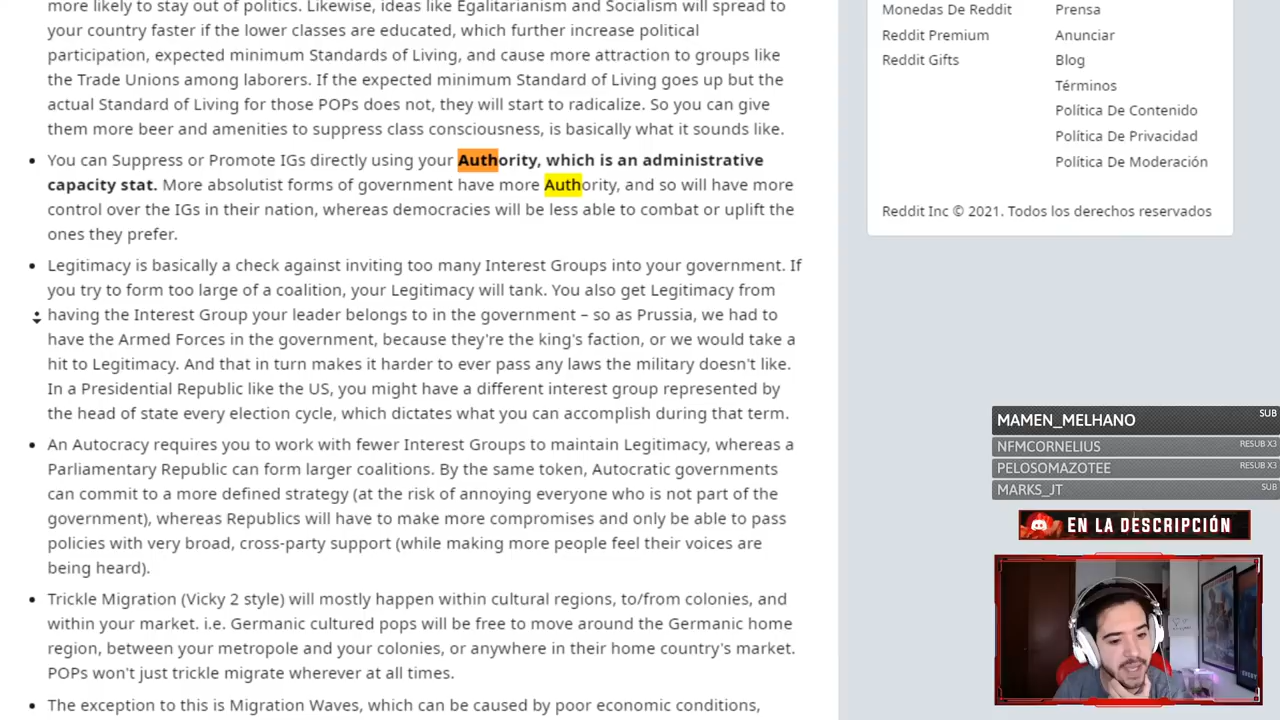 more likely to stay out of politics. Likewise, ideas like Egalitarianism and Socialism will spread to
your country faster if the lower classes are educated, which further increase political
participation, expected minimum Standards of Living, and cause more attraction to groups like
the Trade Unions among laborers. If the expected minimum Standard of Living goes up but the
actual Standard of Living for those POPs does not, they will start to radicalize. So you can give
them more beer and amenities to suppress class consciousness, is basically what it sounds like.
You can Suppress or Promote IGs directly using your Authority, which is an administrative
capacity stat. More absolutist forms of government have more Authority, and so will have more
control over the IGs in their nation, whereas democracies will be less able to combat or uplift the
ones they prefer.
Legitimacy is basically a check against inviting too many Interest Groups into your government. If
you try to form too large of a coalition, your Legitimacy will tank. You also get Legitimacy from
having the Interest Group your leader belongs to in the government – so as Prussia, we had to
have the Armed Forces in the government, because they're the king's faction, or we would take a
hit to Legitimacy. And that in turn makes it harder to ever pass any laws the military doesn't like.
In a Presidential Republic like the US, you might have a different interest group represented by
the head of state every election cycle, which dictates what you can accomplish during that term.
An Autocracy requires you to work with fewer Interest Groups to maintain Legitimacy, whereas a
Parliamentary Republic can form larger coalitions. By the same token, Autocratic governments
can commit to a more defined strategy (at the risk of annoying everyone who is not part of the
government), whereas Republics will have to make more compromises and only be able to pass
policies with very broad, cross-party support (while making more people feel their voices are
being heard).
Trickle Migration (Vicky 2 style) will mostly happen within cultural regions, to/from colonies, and
within your market. i.e. Germanic cultured pops will be free to move around the Germanic home
region, between your metropole and your colonies, or anywhere in their home country's market.
POPs won't just trickle migrate wherever at all times.
The exception to this is Migration Waves, which can be caused by poor economic conditions,
Monedas De Reddit
Reddit Premium
Reddit Gifts
Prensa
Anunciar
Blog
Términos
Política De Contenido
Política De Privacidad
Política De Moderación
Reddit Inc © 2021. Todos los derechos reservados
MAMEN_MELHANO SUB
NFMCORNELIUS RESUB X3
PELOSOMAZOTEE RESUB X3
MARKS_JT SUB
EN LA DESCRIPCIÓN